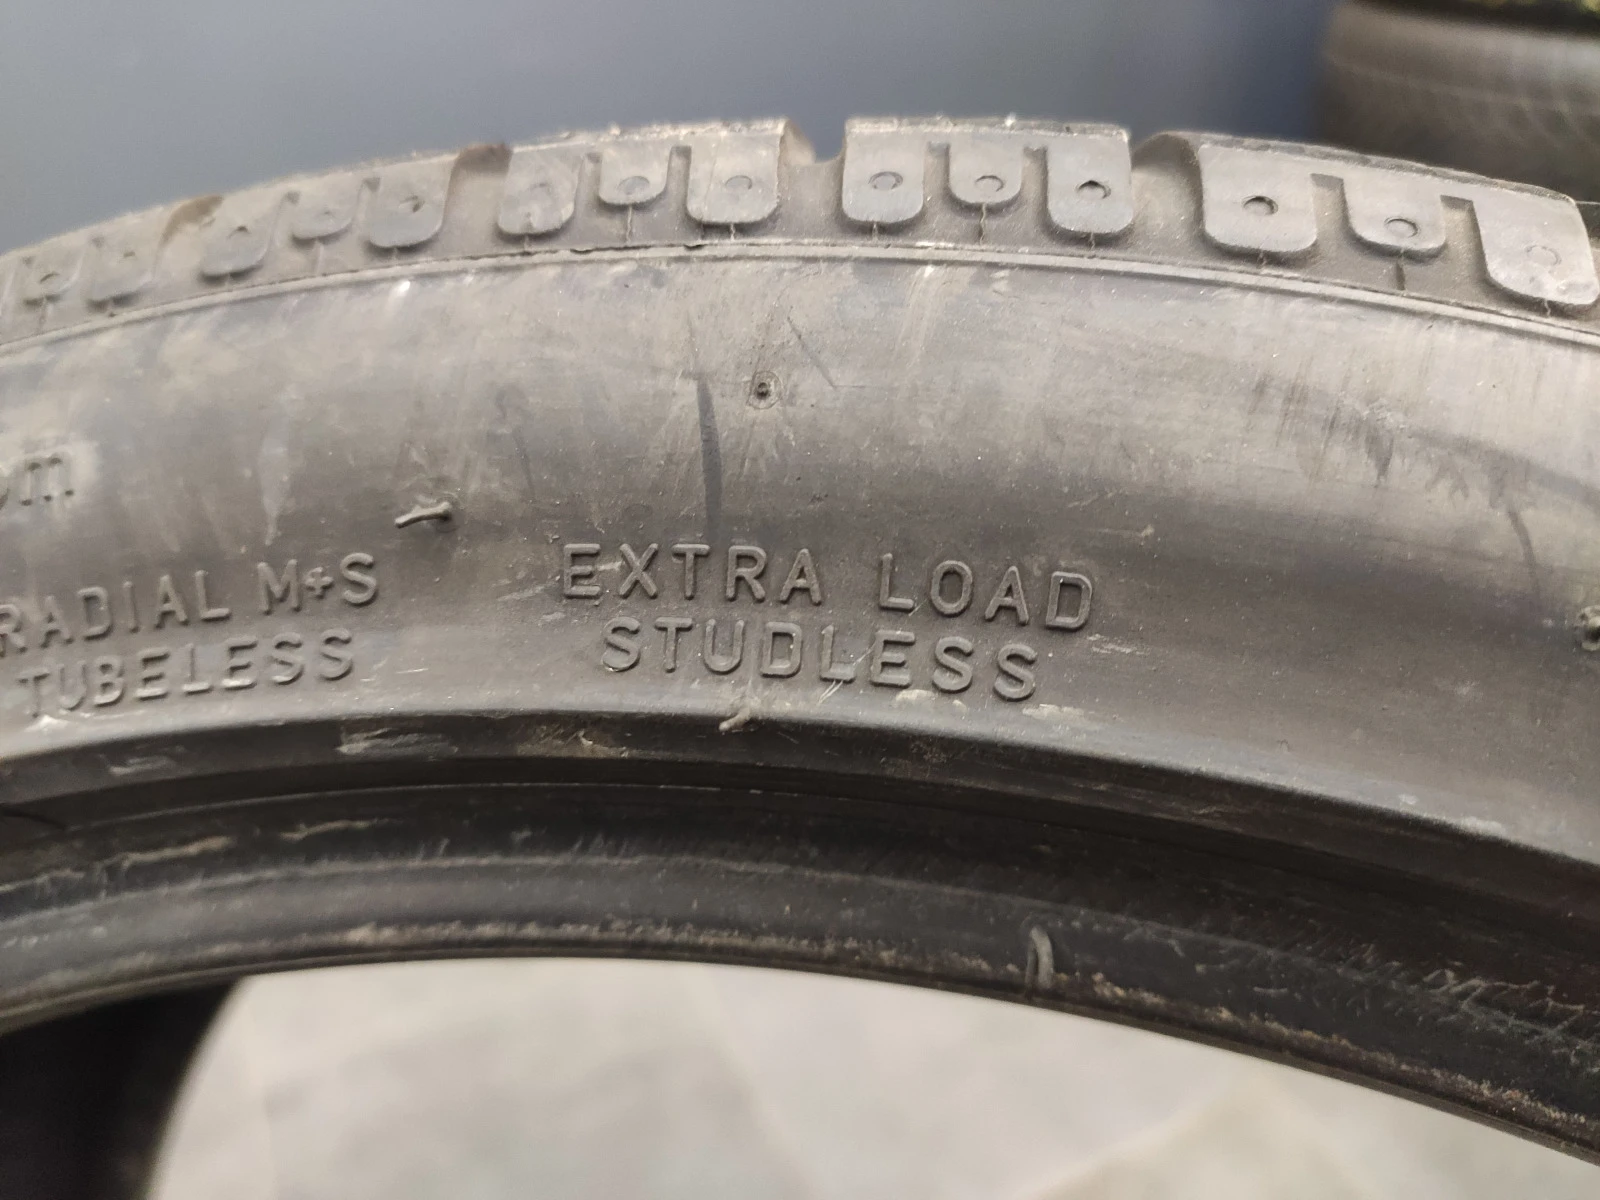 RADIAL M+S
TUBELESS
EXTRA LOAD
STUDLESS